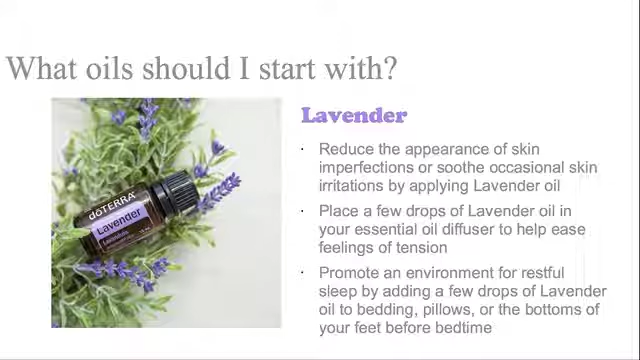 What oils should I start with?
Lavender
· Reduce the appearance of skin
imperfections or soothe occasional skin
irritations by applying Lavender oil
· Place a few drops of Lavender oil in
your essential oil diffuser to help ease
feelings of tension
· Promote an environment for restful
sleep by adding a few drops of Lavender
oil to bedding, pillows, or the bottoms of
your feet before bedtime
dōTERRA
Lavender